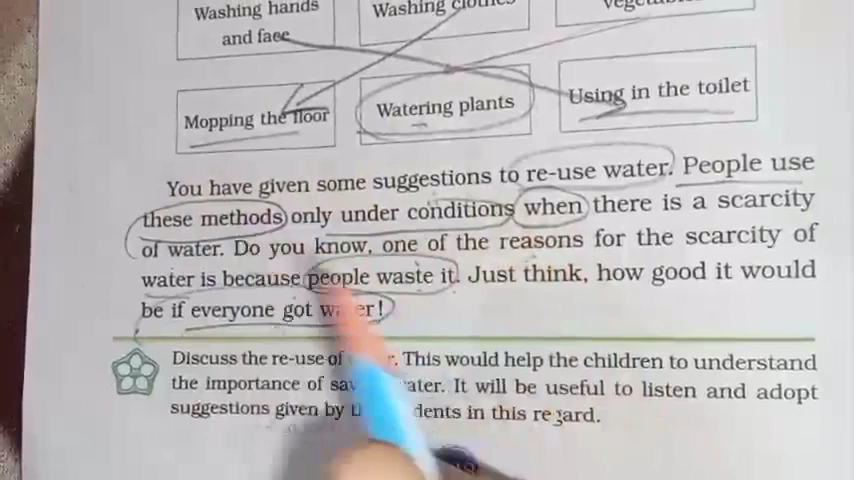 Washing hands
and face
Washing clothes
vegetables
Mopping the floor
Watering plants
Using in the toilet
You have given some suggestions to re-use water. People use
these methods only under conditions when there is a scarcity
of water. Do you know, one of the reasons for the scarcity of
water is because people waste it. Just think, how good it would
be if everyone got water!
Discuss the re-use of This would help the children to understand
the importance of water. It will be useful to listen and adopt
suggestions given by in this regard.